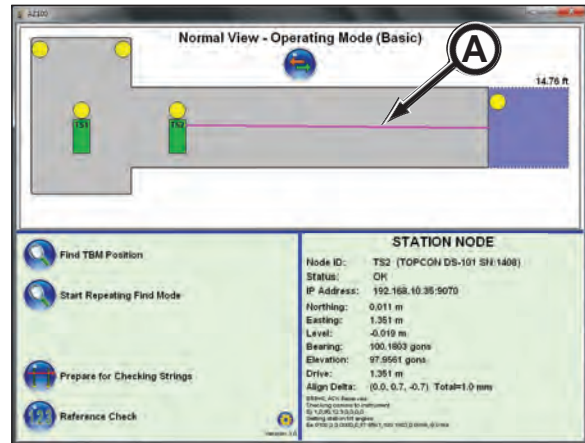 AZ100
Normal View - Operating Mode (Basic)
A
14.76 ft
TS1
TS2
Find TBM Position
Start Repeating Find Mode
Prepare for Checking Strings
Reference Check
STATION NODE
Node ID: TS2 (TOPCON DS-101 SN:1408)
Status: OK
IP Address: 192.168.10.35:9070
Northing: 0.011 m
Easting: 1.351 m
Level: -0.019 m
Bearing: 100.1803 gons
Elevation: 97.9561 gons
Drive: 1.351 m
Align Delta: (0.0, 0.7, -0.7) Total=1.0 mm